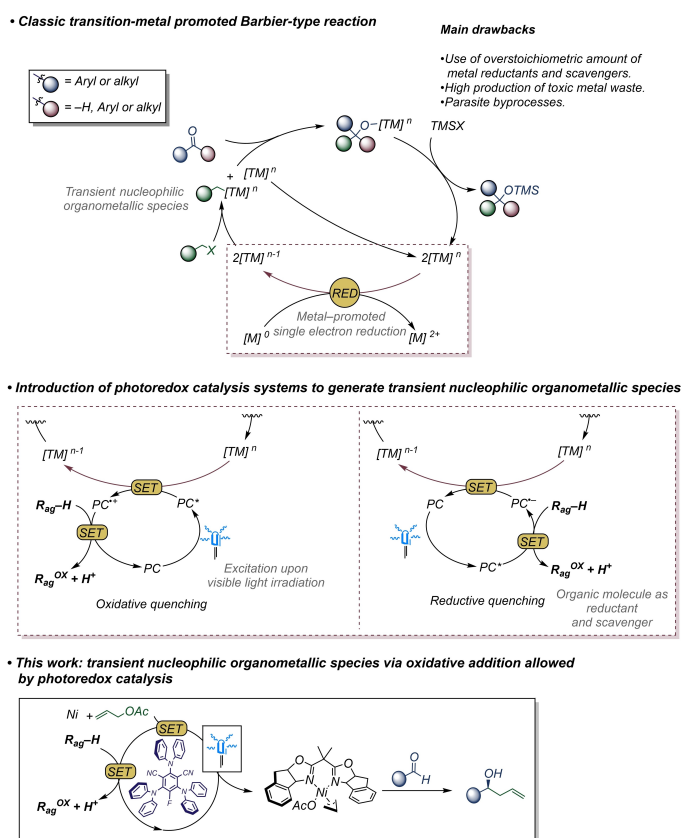 • Classic transition-metal promoted Barbier-type reaction
Main drawbacks
•Use of overstoichiometric amount of
metal reductants and scavengers.
•High production of toxic metal waste.
•Parasite byprocesses.
= Aryl or alkyl
= –H, Aryl or alkyl
O
O–[TM] n
TMSX
+ [TM] n
Transient nucleophilic
organometallic species
[TM] n
OTMS
X
2[TM] n-1
2[TM] n
RED
Metal–promoted
single electron reduction
[M] 0
[M] 2+
• Introduction of photoredox catalysis systems to generate transient nucleophilic organometallic species
[TM] n-1
[TM] n
SET
Rag–H
PC•+
PC*
SET
Rag OX + H+
PC
Excitation upon
visible light irradiation
Oxidative quenching
[TM] n-1
[TM] n
SET
PC
PC•–
Rag–H
SET
PC*
Rag OX + H+
Reductive quenching
Organic molecule as
reductant
and scavenger
• This work: transient nucleophilic organometallic species via oxidative addition allowed
by photoredox catalysis
Ni + OAc
SET
Rag–H
SET
Rag OX + H+
N
NC
CN
N
N
F
O
O
N
N
Ni
AcO
O
H
OH